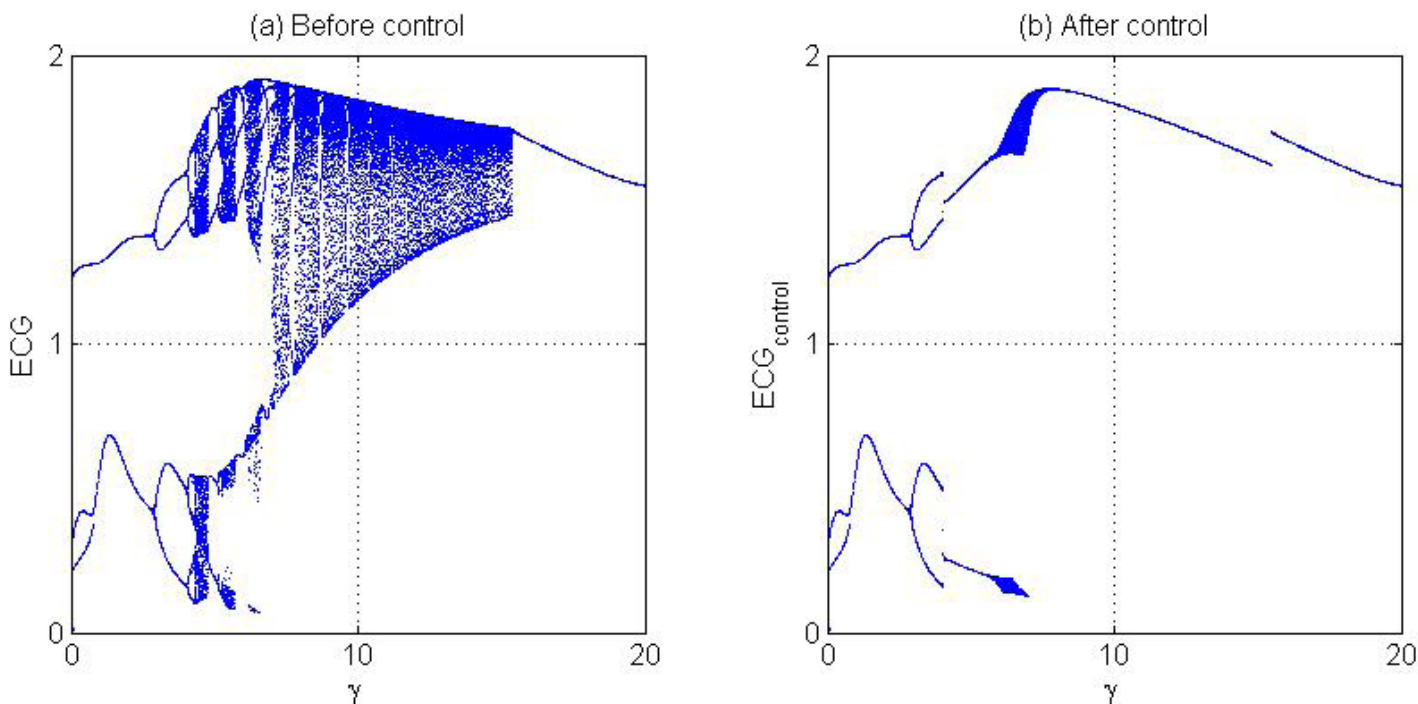 (a) Before control
2
1
0
ECG
0 10 20
γ
(b) After control
2
1
0
ECG_control
0 10 20
γ